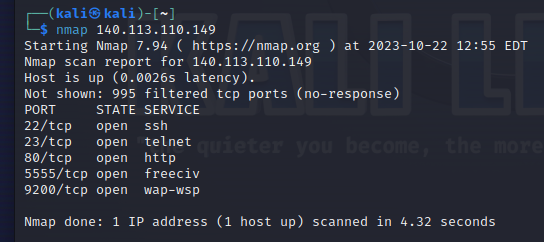 ┌──(kali㉿kali)-[~]
└─$ nmap 140.113.110.149
Starting Nmap 7.94 ( https://nmap.org ) at 2023-10-22 12:55 EDT
Nmap scan report for 140.113.110.149
Host is up (0.0026s latency).
Not shown: 995 filtered tcp ports (no-response)
PORT     STATE SERVICE
22/tcp   open  ssh
23/tcp   open  telnet
80/tcp   open  http
5555/tcp open  freeciv
9200/tcp open  wap-wsp
Nmap done: 1 IP address (1 host up) scanned in 4.32 seconds
KALI L
quieter you become, the more